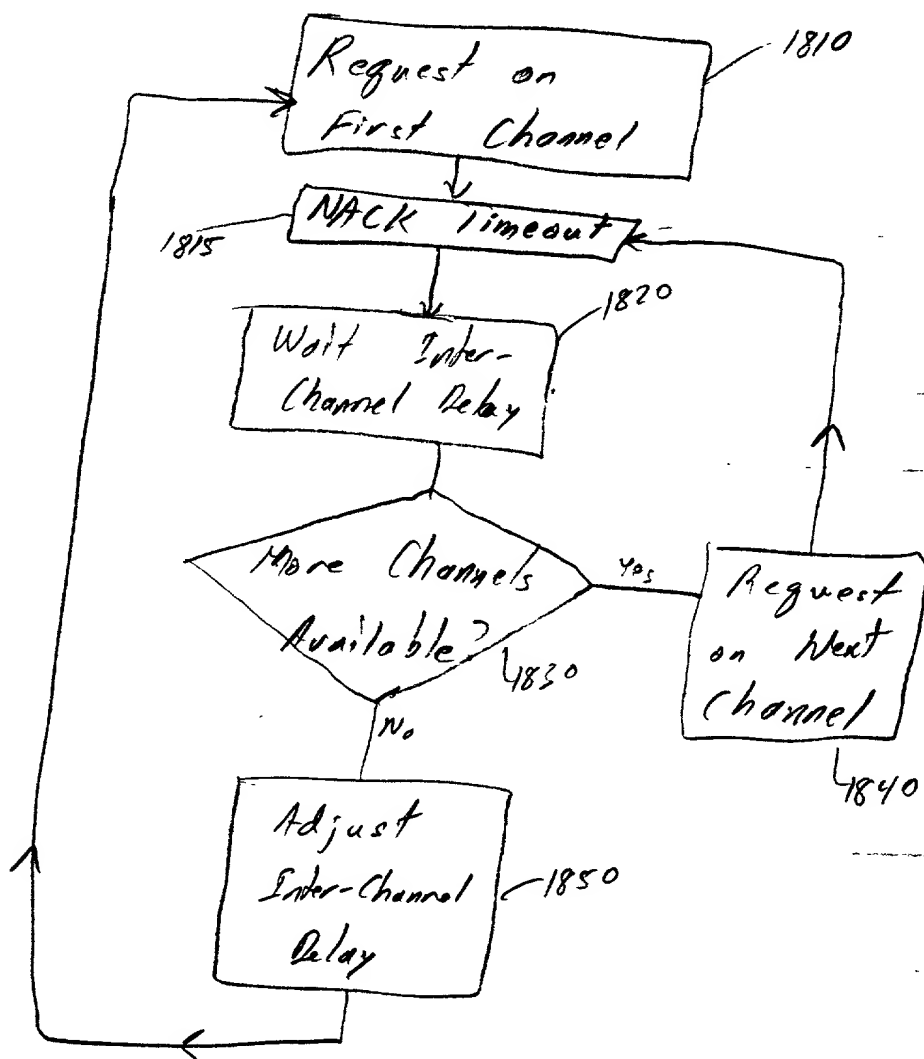 1810
Request on
First Channel
NACK Timeout
1815
1820
Wait Inter-
Channel Delay
More Channels
Available?
Yes
1830
Request
on Next
Channel
1840
No
Adjust
Inter-Channel
Delay
1850